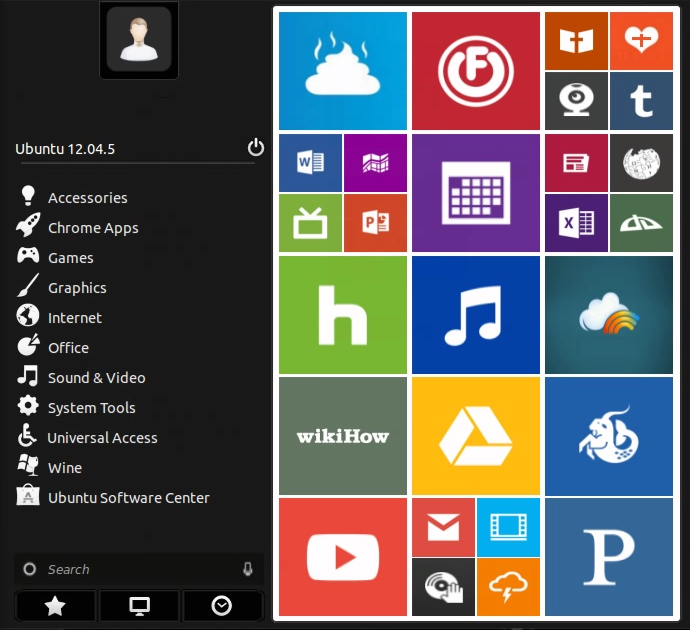 Ubuntu 12.04.5
Accessories
Chrome Apps
Games
Graphics
Internet
Office
Sound & Video
System Tools
Universal Access
Wine
Ubuntu Software Center
Search
F
t
W
P
X
h
wikiHow
P